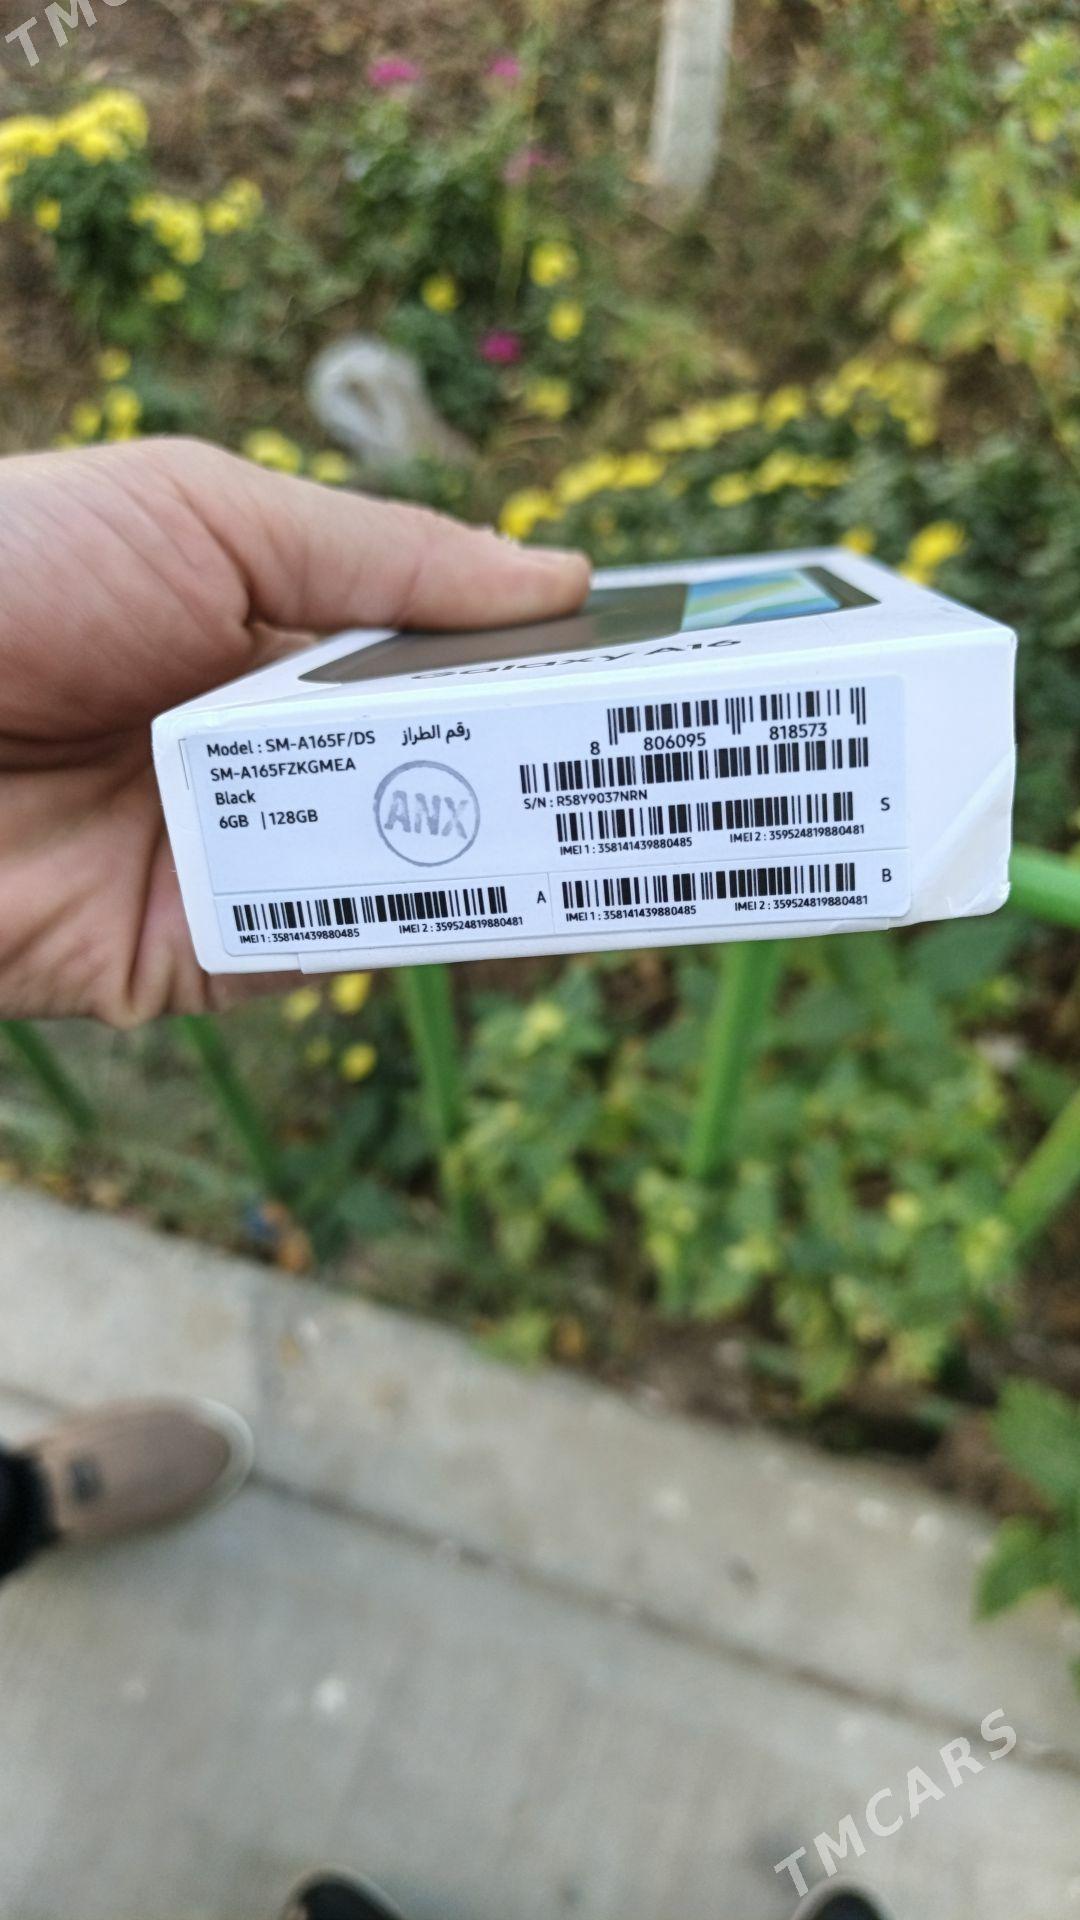 Galaxy A16
Model : SM-A165F/DS رقم الطراز
SM-A165FZKGMEA
Black
6GB | 128GB
ANX
8 806095 818573
S/N : R58Y9037NRN
IMEI 1 : 358141439880485 IMEI 2 : 359524819880481 S
IMEI 1 : 358141439880485 IMEI 2 : 359524819880481 A
IMEI 1 : 358141439880485 IMEI 2 : 359524819880481 B
TMCARS